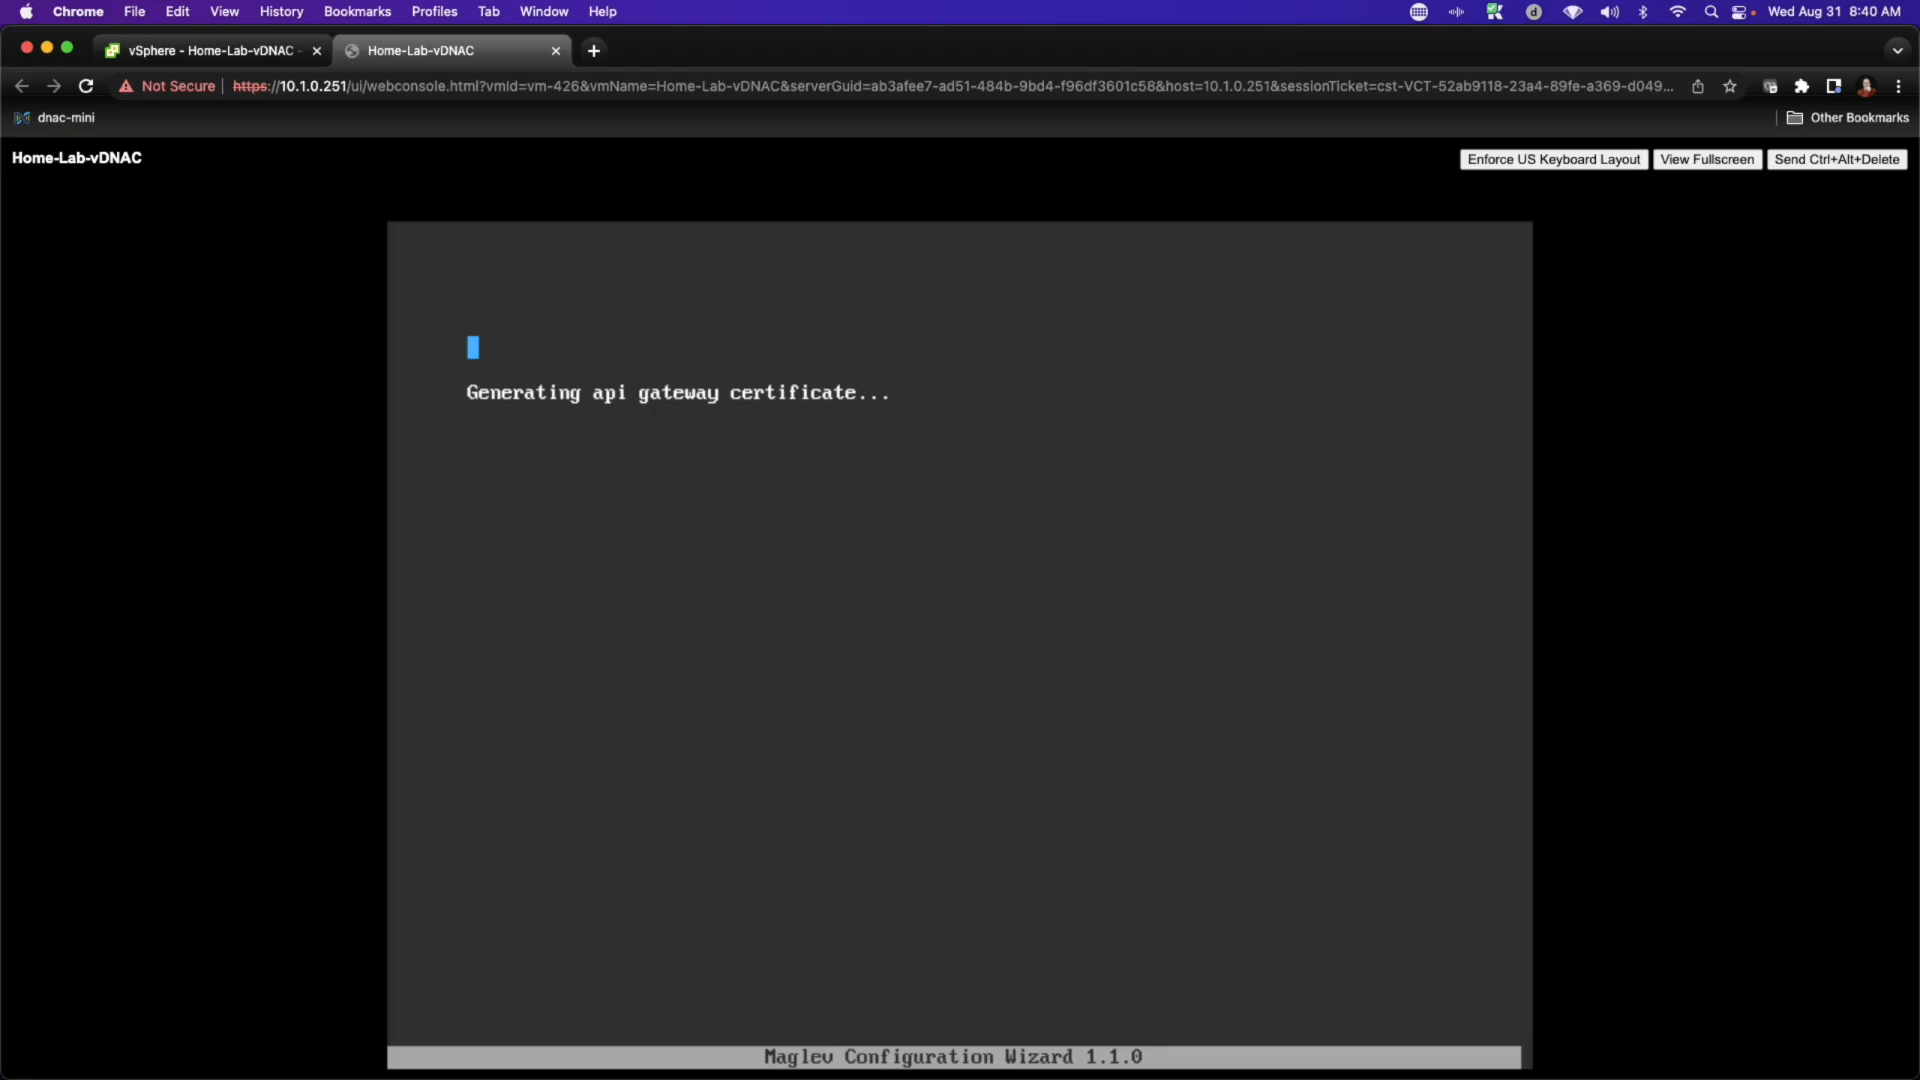 Chrome File Edit View History Bookmarks Profiles Tab Window Help
d
Wed Aug 31 8:40 AM
vSphere - Home-Lab-vDNAC -
Home-Lab-vDNAC
Not Secure https://10.1.0.251/ui/webconsole.html?vmId=vm-426&vmName=Home-Lab-vDNAC&serverGuid=ab3afee7-ad51-484b-9bd4-f96df3601c58&host=10.1.0.251&sessionTicket=cst-VCT-52ab9118-23a4-89fe-a369-d049...
dnac-mini
Other Bookmarks
Home-Lab-vDNAC
Enforce US Keyboard Layout View Fullscreen Send Ctrl+Alt+Delete
Generating api gateway certificate...
Maglev Configuration Wizard 1.1.0